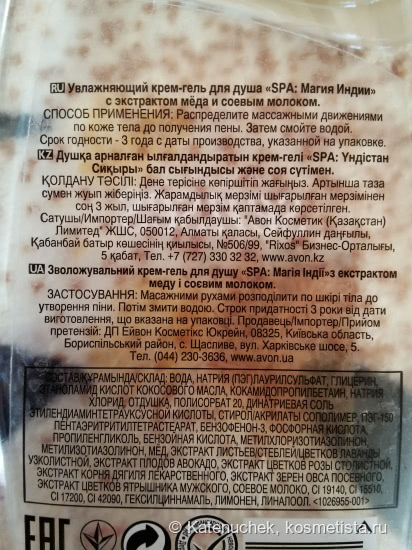 RU Увлажняющий крем-гель для душа «SPA: Магия Индии»
с экстрактом мёда и соевым молоком.
СПОСОБ ПРИМЕНЕНИЯ: Распределите массажными движениями
по коже тела до получения пены. Затем смойте водой.
Срок годности - 3 года с даты производства, указанной на упаковке.
KZ Душқа арналған ылғалдандыратын крем-гелі «SPA: Үндістан
Сиқыры» бал сығындысы және соя сүтімен.
ҚОЛДАНУ ТӘСІЛІ: Дене терісіне көпіршітіп жағыңыз. Артынша таза
сумен жуып жіберіңіз. Жарамдылық мерзімі шығарылған мерзімінен
соң 3 жыл, шығарылған мерзім қаптамада көрсетілген.
Сатушы/Импортер/Шағым қабылдаушы: "Авон Косметик (Қазақстан)
Лимитед" ЖШС, 050012, Алматы қаласы, Сейфуллин даңғылы,
Қабанбай батыр көшесінің қиылысы, №506/99, "Rixos" Бизнес-Орталығы,
5 қабат, Тел. +7 (727) 330 32 32, www.avon.kz
UA Зволожувальний крем-гель для душу «SPA: Магія Індії»з екстрактом
меду і соєвим молоком.
ЗАСТОСУВАННЯ: Масажними рухами розподілити по шкірі тіла до
утворення піни. Потім змити водою. Строк придатності 3 роки від дати
виготовлення, що вказана на упаковці. Продавець/Імпортер/Прийом
претензій: ДП Ейвон Косметікс Юкрейн, 08325, Київська область,
Бориспільський район, с. Щасливе, вул. Харківське шосе, 5.
Тел. (044) 230-3636, www.avon.ua
СОСТАВ/ҚҰРАМЫНДА/СКЛАД: ВОДА, НАТРИЯ (ПЭГ)ЛАУРИЛСУЛЬФАТ, ГЛИЦЕРИН,
ЭТАНОЛАМИД КИСЛОТ КОКОСОВОГО МАСЛА, КОКАМИДОПРОПИЛБЕТАИН, НАТРИЯ
ХЛОРИД, ОТДУШКА, ПОЛИСОРБАТ 20, ДИНАТРИЕВАЯ СОЛЬ
ЭТИЛЕНДИАМИНТЕТРАУКСУСНОЙ КИСЛОТЫ, СТИРОЛ/АКРИЛАТЫ СОПОЛИМЕР, ПЭГ-150
ПЕНТАЭРИТРИТИЛТЕТРАСТЕАРАТ, БЕНЗОФЕНОН-3, ФОСФОРНАЯ КИСЛОТА,
ПРОПИЛЕНГЛИКОЛЬ, БЕНЗОЙНАЯ КИСЛОТА, МЕТИЛХЛОРИЗОТИАЗОЛИНОН,
МЕТИЛИЗОТИАЗОЛИНОН, МЁД, ЭКСТРАКТ ЛИСТЬЕВ/СТЕБЛЕЙ/ЦВЕТКОВ ЛАВАНДЫ
УЗКОЛИСТНОЙ, ЭКСТРАКТ ПЛОДОВ АВОКАДО, ЭКСТРАКТ ЦВЕТКОВ РОЗЫ СТОЛИСТНОЙ,
ЭКСТРАКТ КОРНЯ ДЯГИЛЯ ЛЕКАРСТВЕННОГО, ЭКСТРАКТ ЗЕРЕН ОВСА ПОСЕВНОГО,
ЭКСТРАКТ ЦВЕТКОВ ЯТРЫШНИКА МУЖСКОГО, СОЕВОЕ МОЛОКО, CI 19140, CI 15510,
CI 17200, CI 42090, ГЕКСИЛЦИННАМАЛЬ, ЛИМОНЕН, ЛИНАЛООЛ. <1026955-001>
EAC
© katepuchek, kosmetista.ru